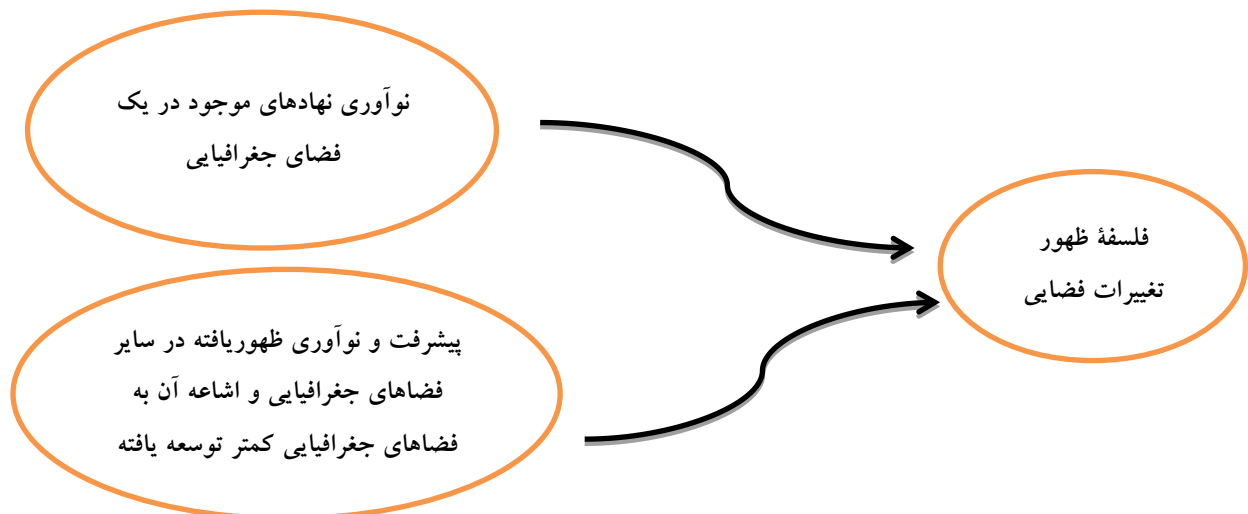 نوآوری نهادهای موجود در یک
فضای جغرافیایی
فلسفۀ ظهور
تغییرات فضایی
پیشرفت و نوآوری ظهوریافته در سایر
فضاهای جغرافیایی و اشاعه آن به
فضاهای جغرافیایی کمتر توسعه یافته